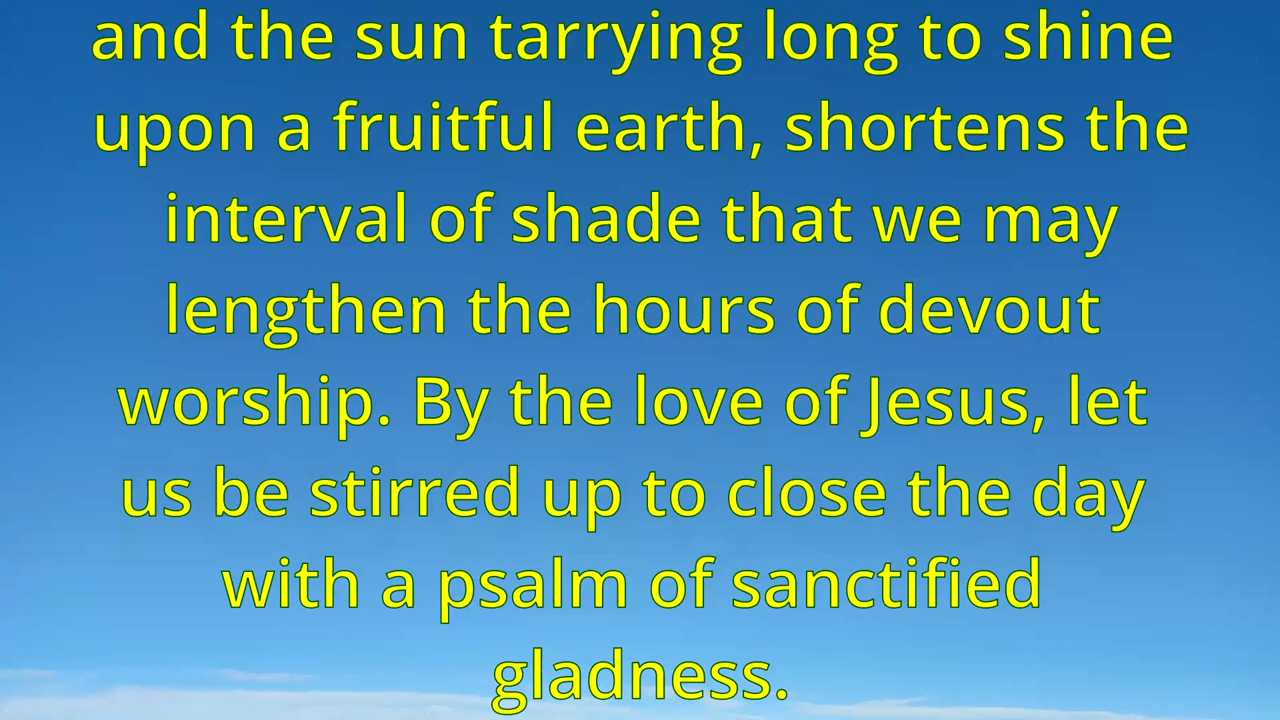 and the sun tarrying long to shine
upon a fruitful earth, shortens the
interval of shade that we may
lengthen the hours of devout
worship. By the love of Jesus, let
us be stirred up to close the day
with a psalm of sanctified
gladness.